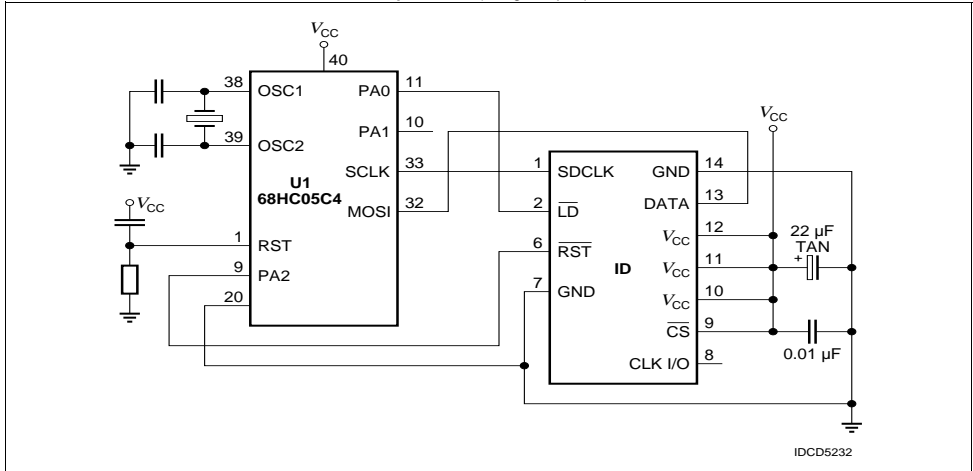 VCC
40
38
OSC1
PA0
11
PA1
10
39
OSC2
SCLK
33
U1
68HC05C4
MOSI
32
VCC
1
RST
9
PA2
20
VCC
1
SDCLK
GND
14
DATA
13
2
LD
VCC
12
22 µF
TAN
+
6
RST
ID
VCC
11
7
GND
VCC
10
CS
9
0.01 µF
CLK I/O
8
IDCD5232